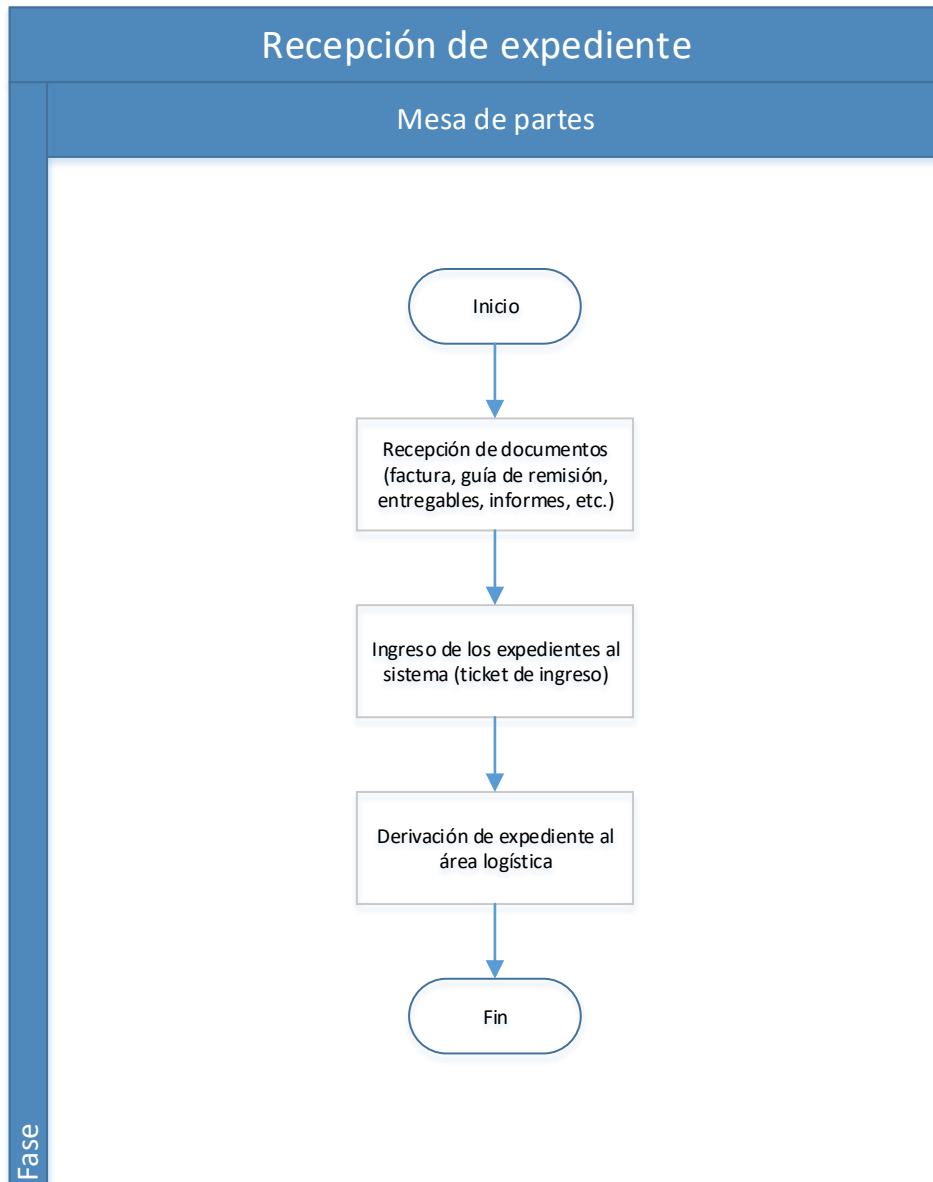 Recepción de expediente
Mesa de partes
Inicio
Recepción de documentos
(factura, guía de remisión,
entregables, informes, etc.)
Ingreso de los expedientes al
sistema (ticket de ingreso)
Derivación de expediente al
área logística
Fin
Fase